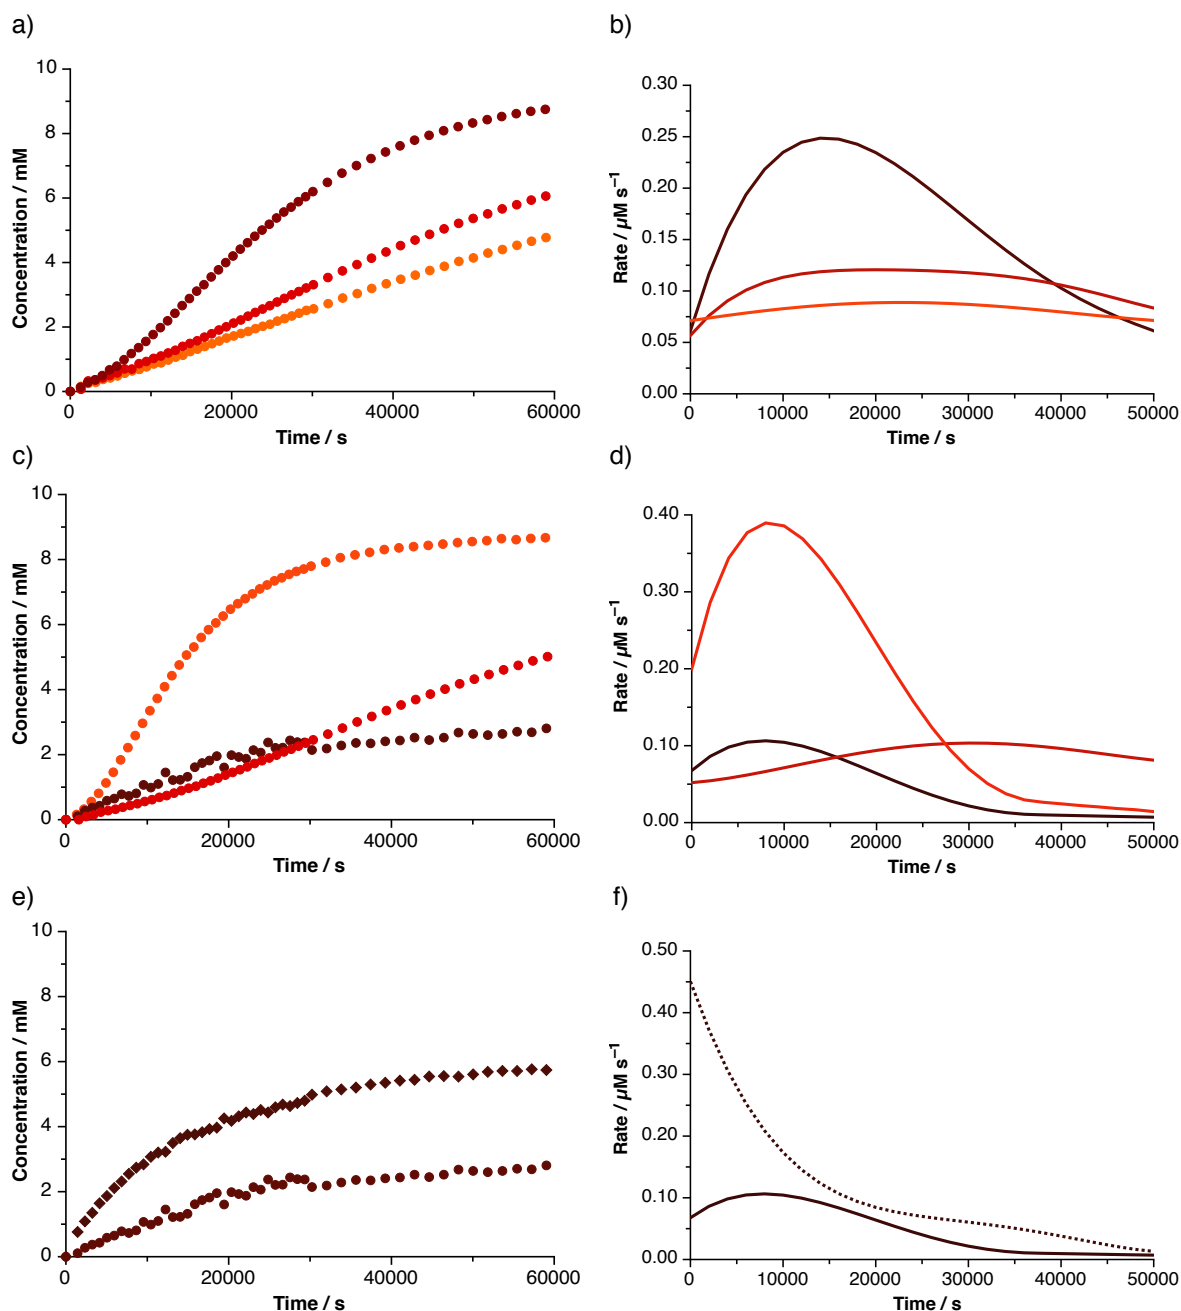 a)
Concentration / mM
10
8
6
4
2
0
0 20000 40000 60000
Time / s
b)
Rate / µM s⁻¹
0.30
0.25
0.20
0.15
0.10
0.05
0.00
0 10000 20000 30000 40000 50000
Time / s
c)
Concentration / mM
10
8
6
4
2
0
0 20000 40000 60000
Time / s
d)
Rate / µM s⁻¹
0.40
0.30
0.20
0.10
0.00
0 10000 20000 30000 40000 50000
Time / s
e)
Concentration / mM
10
8
6
4
2
0
0 20000 40000 60000
Time / s
f)
Rate / µM s⁻¹
0.50
0.40
0.30
0.20
0.10
0.00
0 10000 20000 30000 40000 50000
Time / s